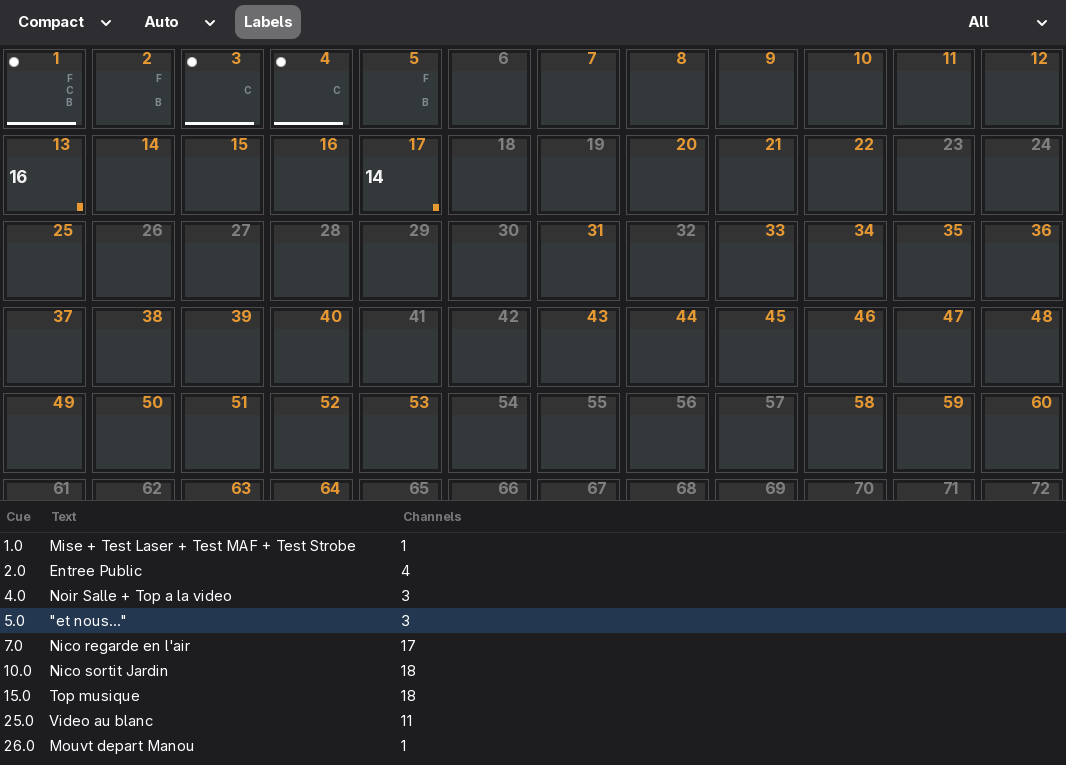 Compact Auto Labels All
1 2 3 4 5 6 7 8 9 10 11 12
F F F
C C C
B B B
13 14 15 16 17 18 19 20 21 22 23 24
16 14
25 26 27 28 29 30 31 32 33 34 35 36
37 38 39 40 41 42 43 44 45 46 47 48
49 50 51 52 53 54 55 56 57 58 59 60
61 62 63 64 65 66 67 68 69 70 71 72
Cue Text Channels
1.0 Mise + Test Laser + Test MAF + Test Strobe 1
2.0 Entree Public 4
4.0 Noir Salle + Top a la video 3
5.0 "et nous..." 3
7.0 Nico regarde en l'air 17
10.0 Nico sortit Jardin 18
15.0 Top musique 18
25.0 Video au blanc 11
26.0 Mouvt depart Manou 1